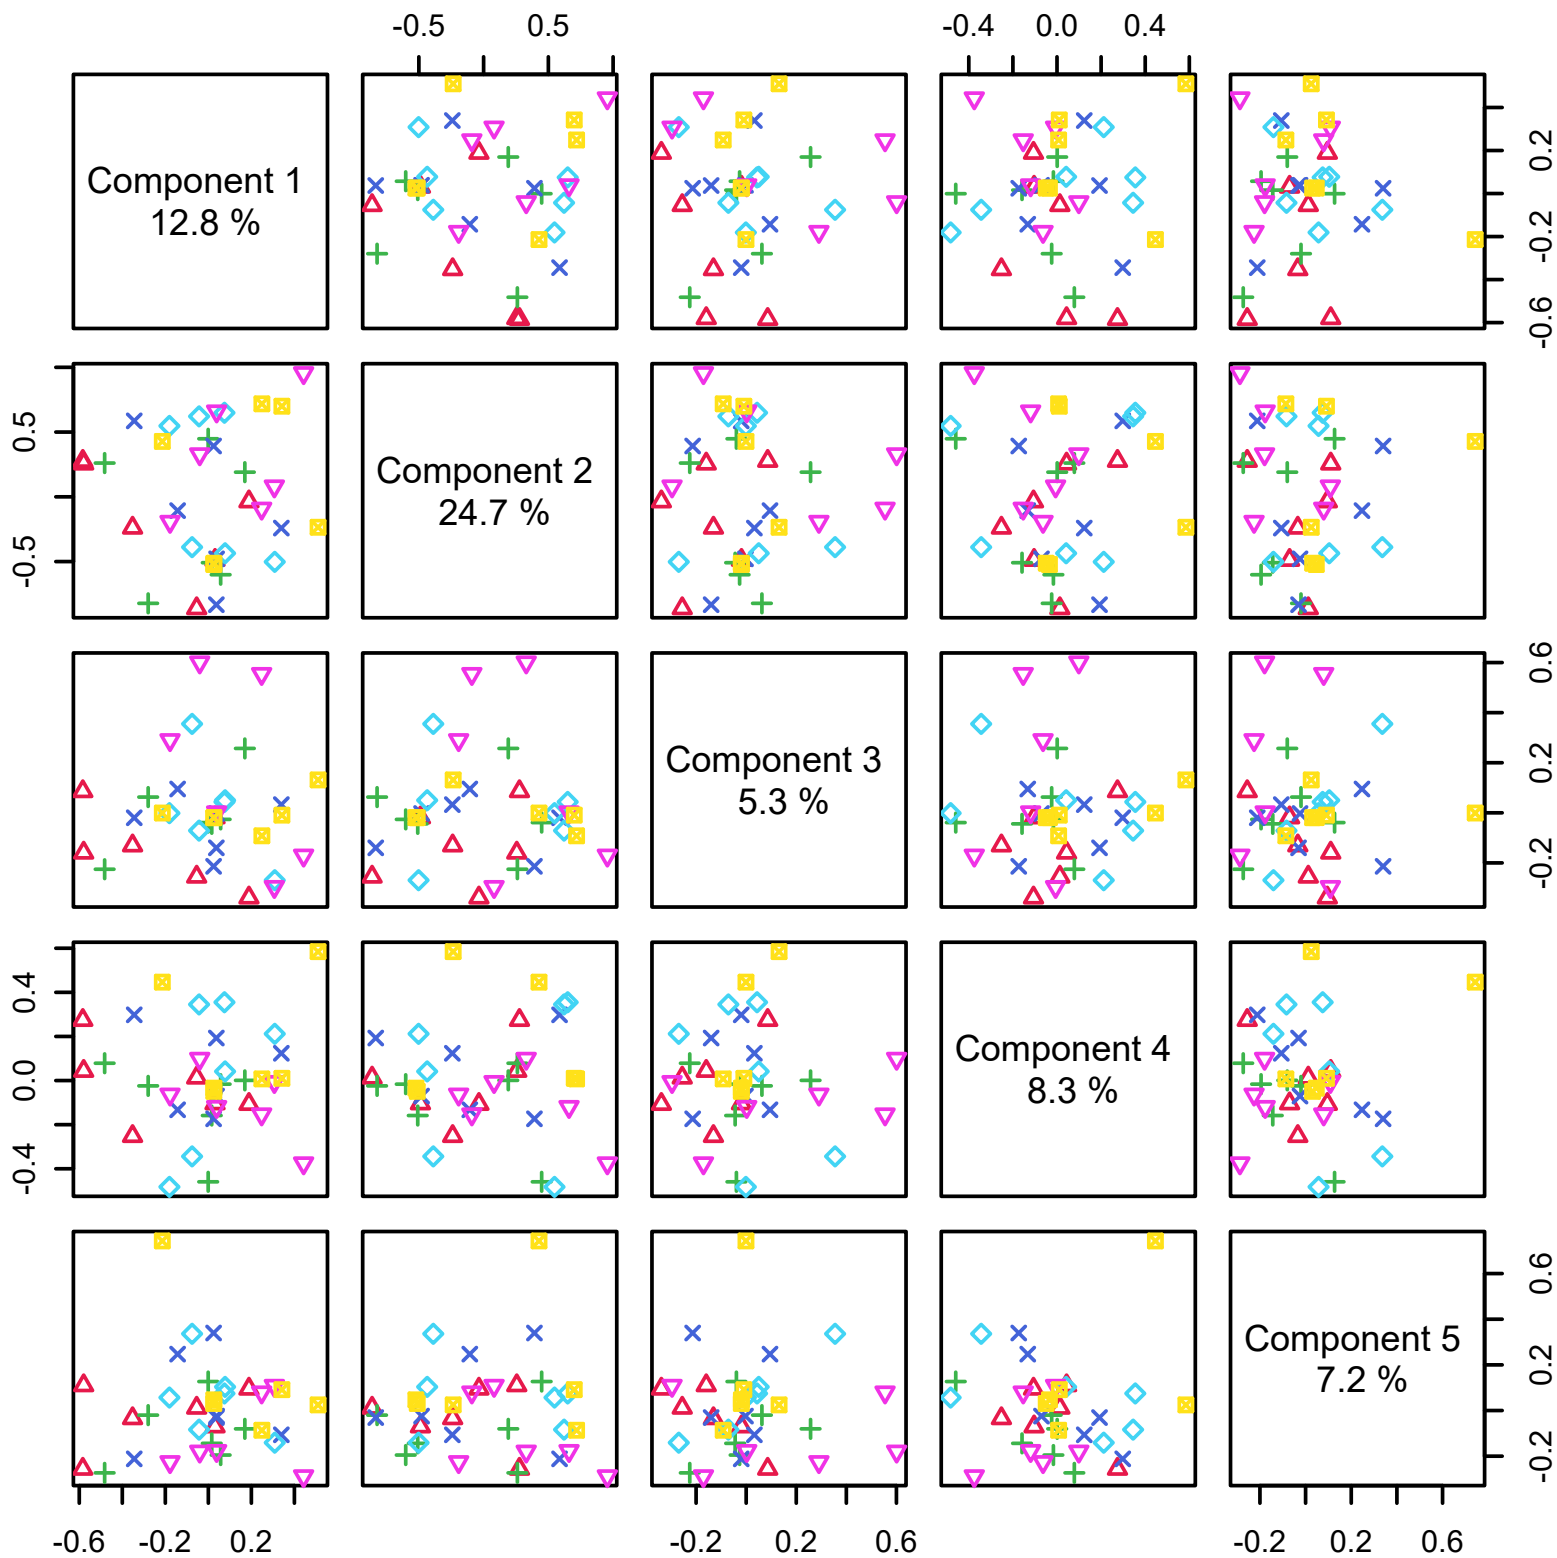 -0.5 0.5 -0.4 0.0 0.4
Component 1
12.8 %
-0.6 -0.2 0.2
-0.5 0.5
Component 2
24.7 %
Component 3
5.3 %
-0.2 0.2 0.6
-0.4 0.0 0.4
Component 4
8.3 %
Component 5
7.2 %
-0.2 0.2 0.6
-0.6 -0.2 0.2 -0.2 0.2 0.6 -0.2 0.2 0.6